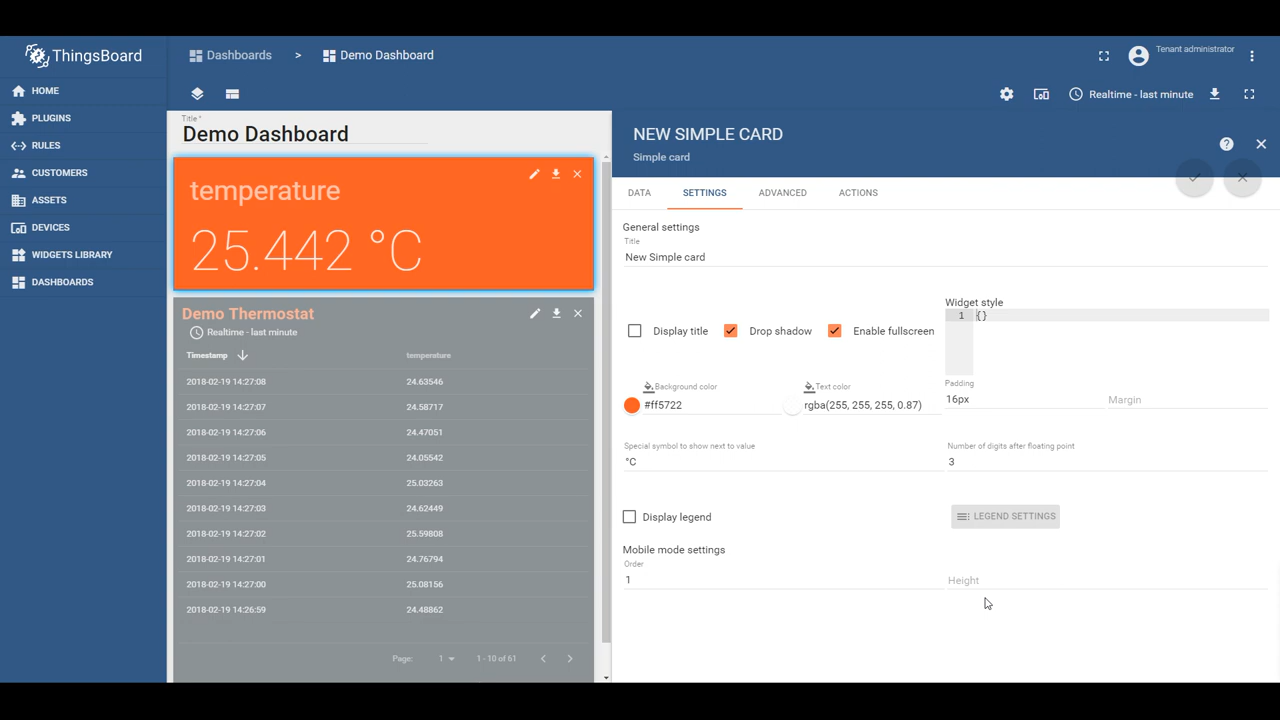 ThingsBoard
Dashboards > Demo Dashboard
Tenant administrator
HOME
PLUGINS
RULES
CUSTOMERS
ASSETS
DEVICES
WIDGETS LIBRARY
DASHBOARDS
Realtime - last minute
Title *
Demo Dashboard
temperature
25.442 °C
Demo Thermostat
Realtime - last minute
Timestamp temperature
2018-02-19 14:27:08 24.63546
2018-02-19 14:27:07 24.58717
2018-02-19 14:27:06 24.47051
2018-02-19 14:27:05 24.05542
2018-02-19 14:27:04 25.03263
2018-02-19 14:27:03 24.62449
2018-02-19 14:27:02 25.59808
2018-02-19 14:27:01 24.76794
2018-02-19 14:27:00 25.08156
2018-02-19 14:26:59 24.48862
Page: 1 1 - 10 of 61
NEW SIMPLE CARD
Simple card
DATA SETTINGS ADVANCED ACTIONS
General settings
Title
New Simple card
Display title Drop shadow Enable fullscreen
Widget style
1 {}
Background color Text color
#ff5722 rgba(255, 255, 255, 0.87)
Padding
16px Margin
Special symbol to show next to value Number of digits after floating point
°C 3
Display legend LEGEND SETTINGS
Mobile mode settings
Order
1 Height